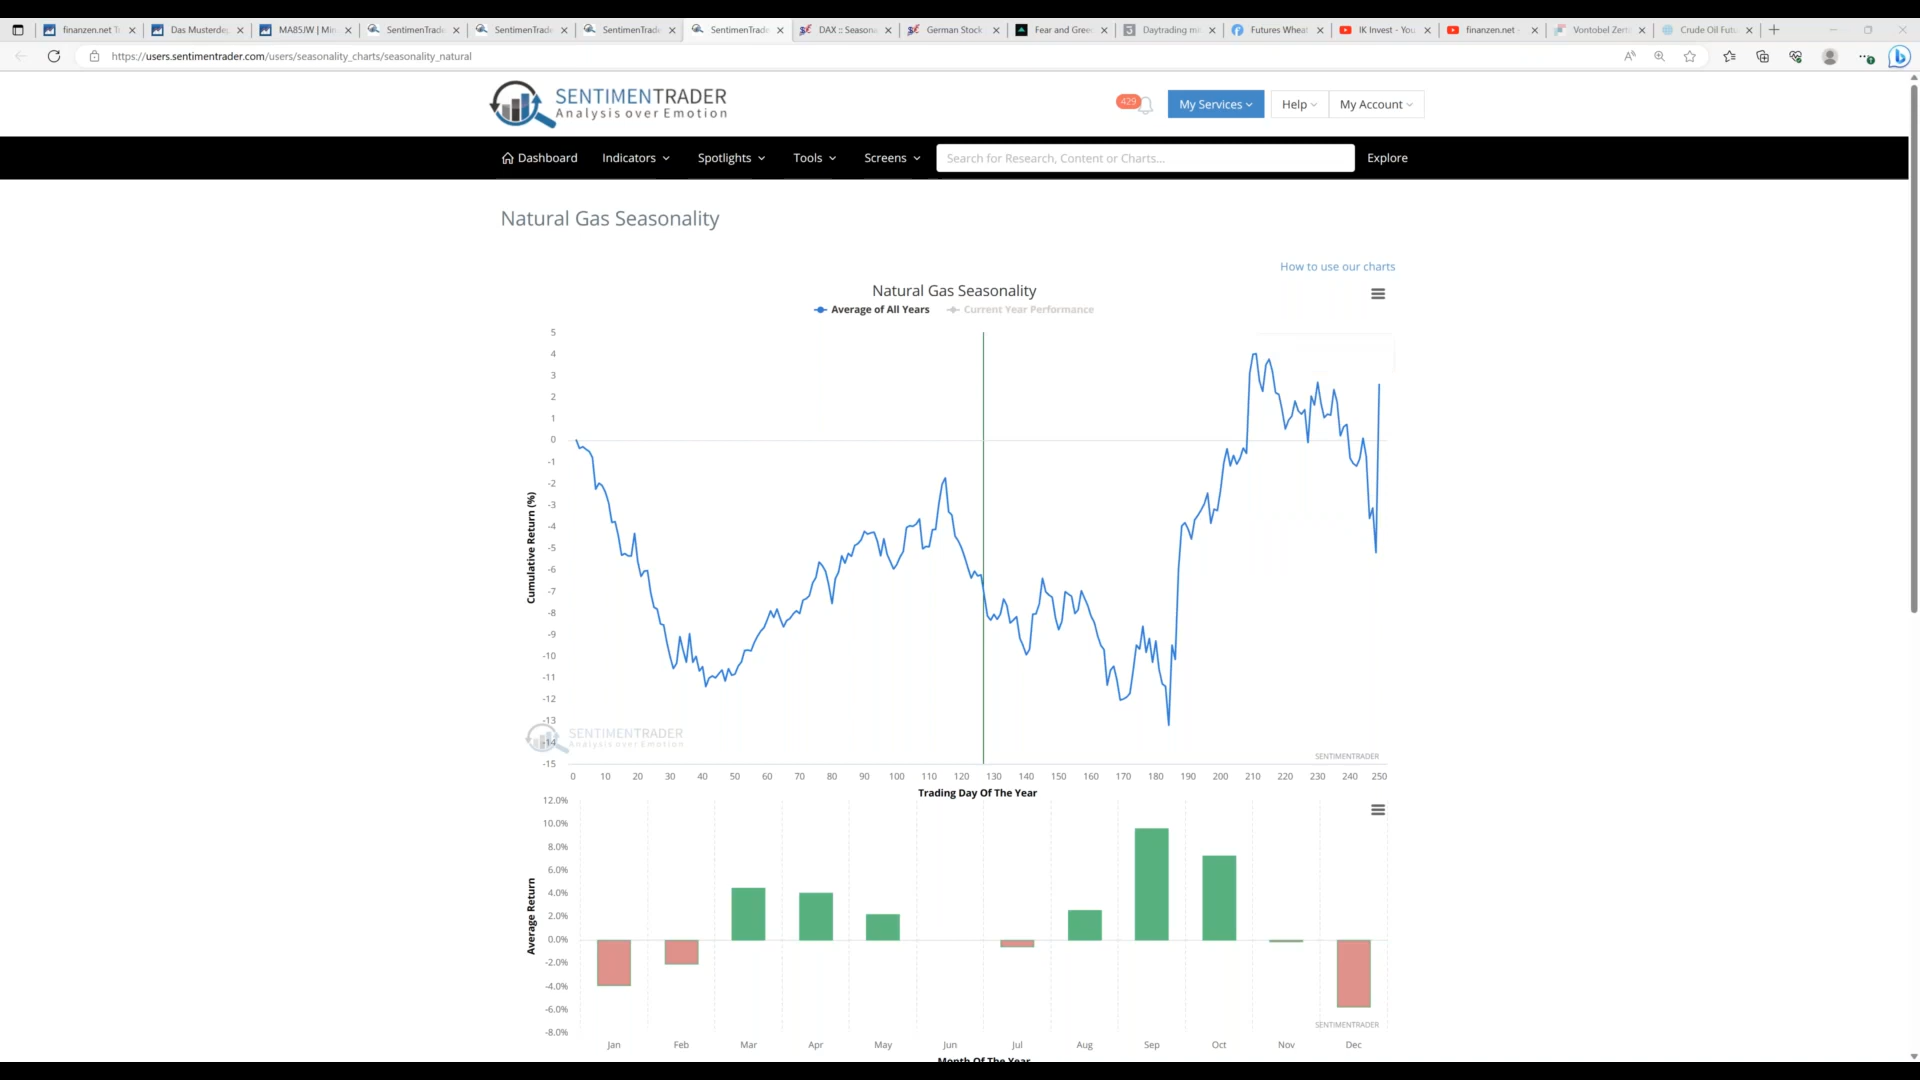 finanzen.net
Das Musterde
MA85JW | Min
SentimenTrade
SentimenTrade
SentimenTrade
SentimenTrade
DAX :: Season
German Stock
Fear and Gree
Daytrading mi
Futures Wheat
IK Invest - You
finanzen.net -
Vontobel Zerti
Crude Oil Futu
https://users.sentimentrader.com/users/seasonality_charts/seasonality_natural
SENTIMENTRADER
Analysis over Emotion
429
My Services
Help
My Account
Dashboard
Indicators
Spotlights
Tools
Screens
Search for Research, Content or Charts...
Explore
Natural Gas Seasonality
How to use our charts
Natural Gas Seasonality
Average of All Years
Current Year Performance
5
4
3
2
1
0
-1
-2
-3
-4
-5
-6
-7
-8
-9
-10
-11
-12
-13
-14
-15
Cumulative Return (%)
SENTIMENTRADER
Analysis over Emotion
SENTIMENTRADER
0 10 20 30 40 50 60 70 80 90 100 110 120 130 140 150 160 170 180 190 200 210 220 230 240 250
Trading Day Of The Year
12.0%
10.0%
8.0%
6.0%
4.0%
2.0%
0.0%
-2.0%
-4.0%
-6.0%
-8.0%
Average Return
SENTIMENTRADER
Jan Feb Mar Apr May Jun Jul Aug Sep Oct Nov Dec
Month Of The Year